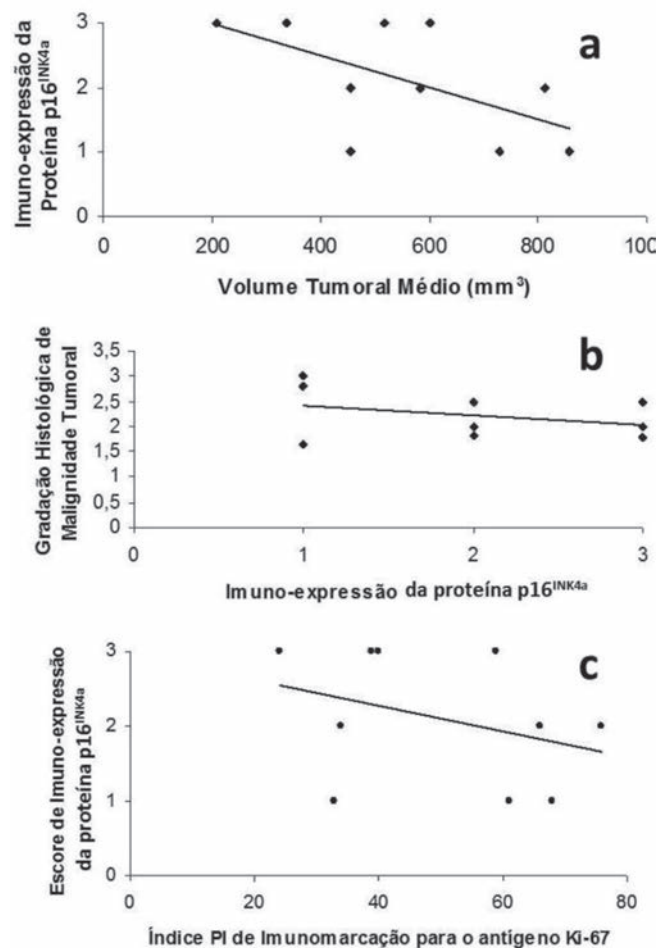 a
Imuno-expressão da
Proteína p16INK4a
3
2
1
0
0 200 400 600 800 100
Volume Tumoral Médio (mm3)
b
Gradação Histológica de
Malignidade Tumoral
3,5
3
2,5
2
1,5
1
0,5
0
0 1 2 3
Imuno-expressão da proteína p16INK4a
c
Escore de Imuno-expressão
da proteína p16INK4a
3
2
1
0
0 20 40 60 80
Índice PI de Imunomarcação para o antígeno Ki-67